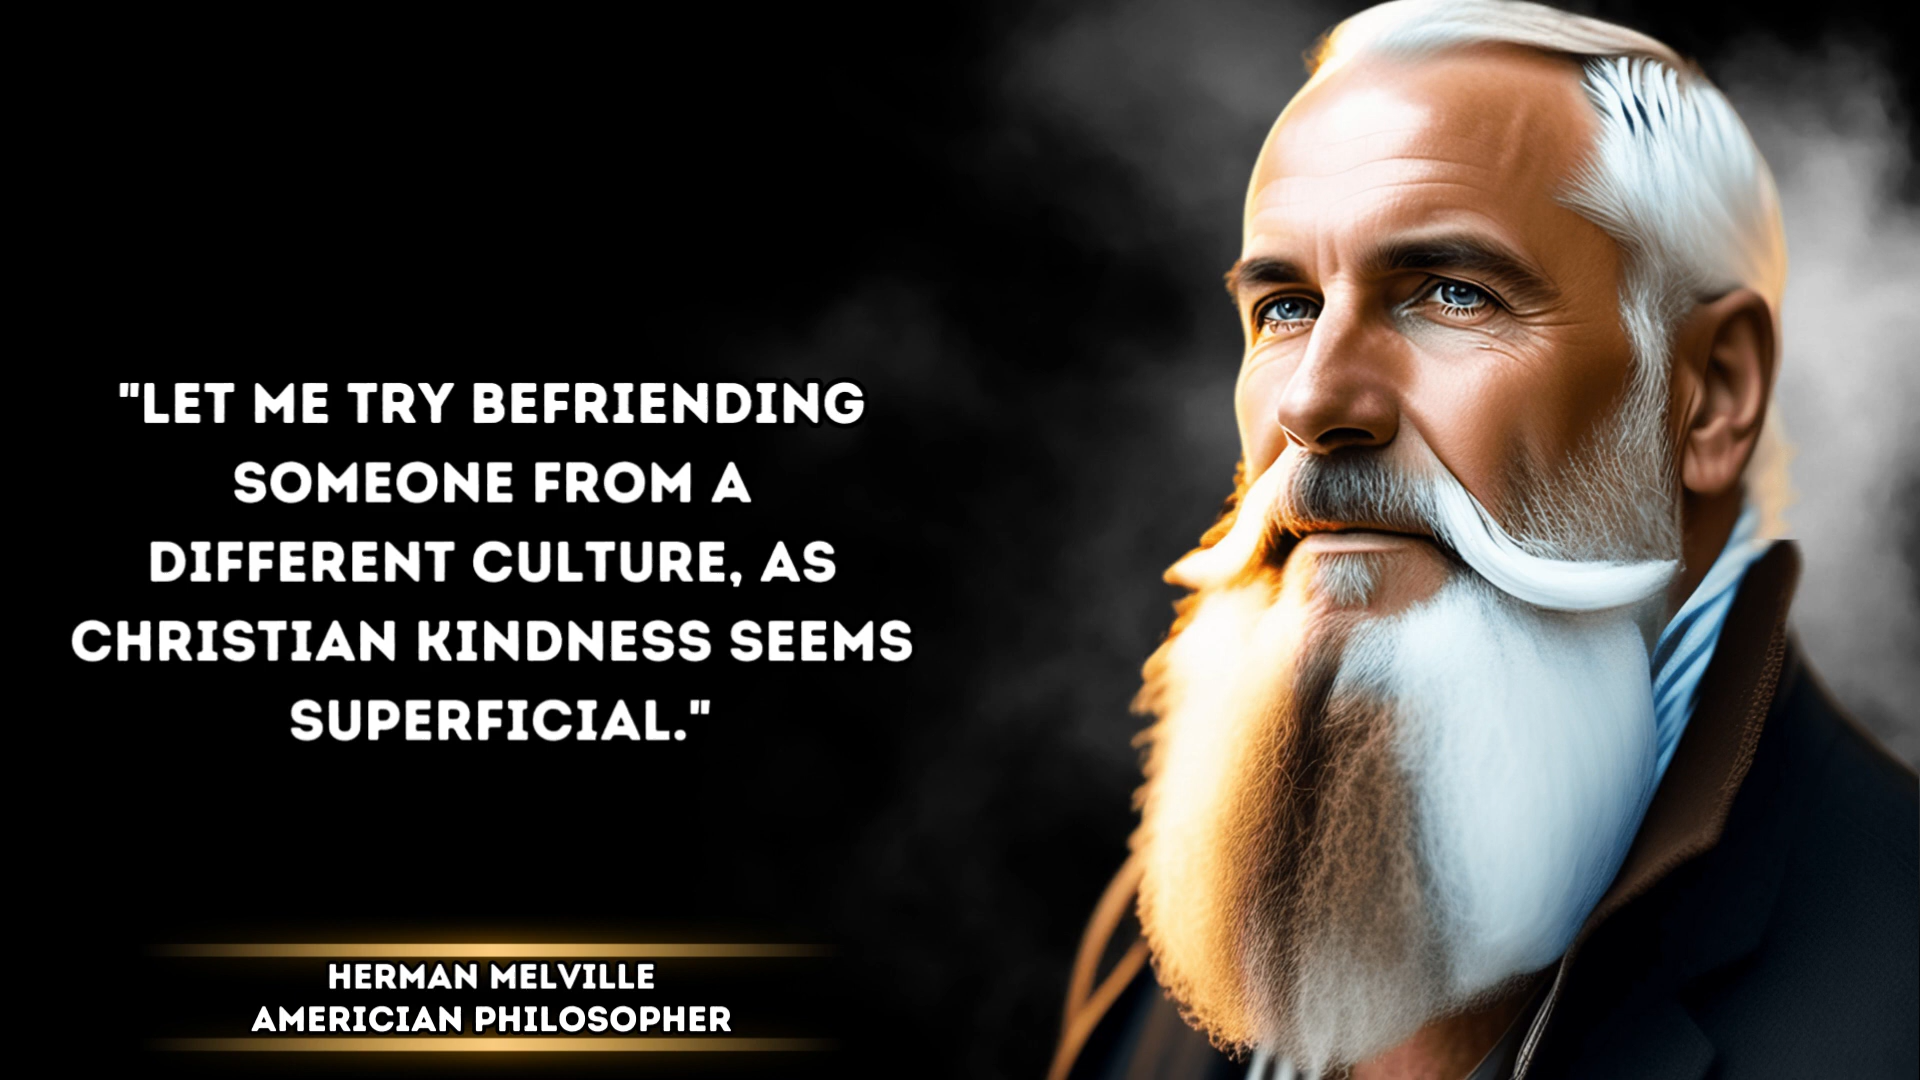 "LET ME TRY BEFRIENDING
SOMEONE FROM A
DIFFERENT CULTURE, AS
CHRISTIAN KINDNESS SEEMS
SUPERFICIAL."
HERMAN MELVILLE
AMERICIAN PHILOSOPHER